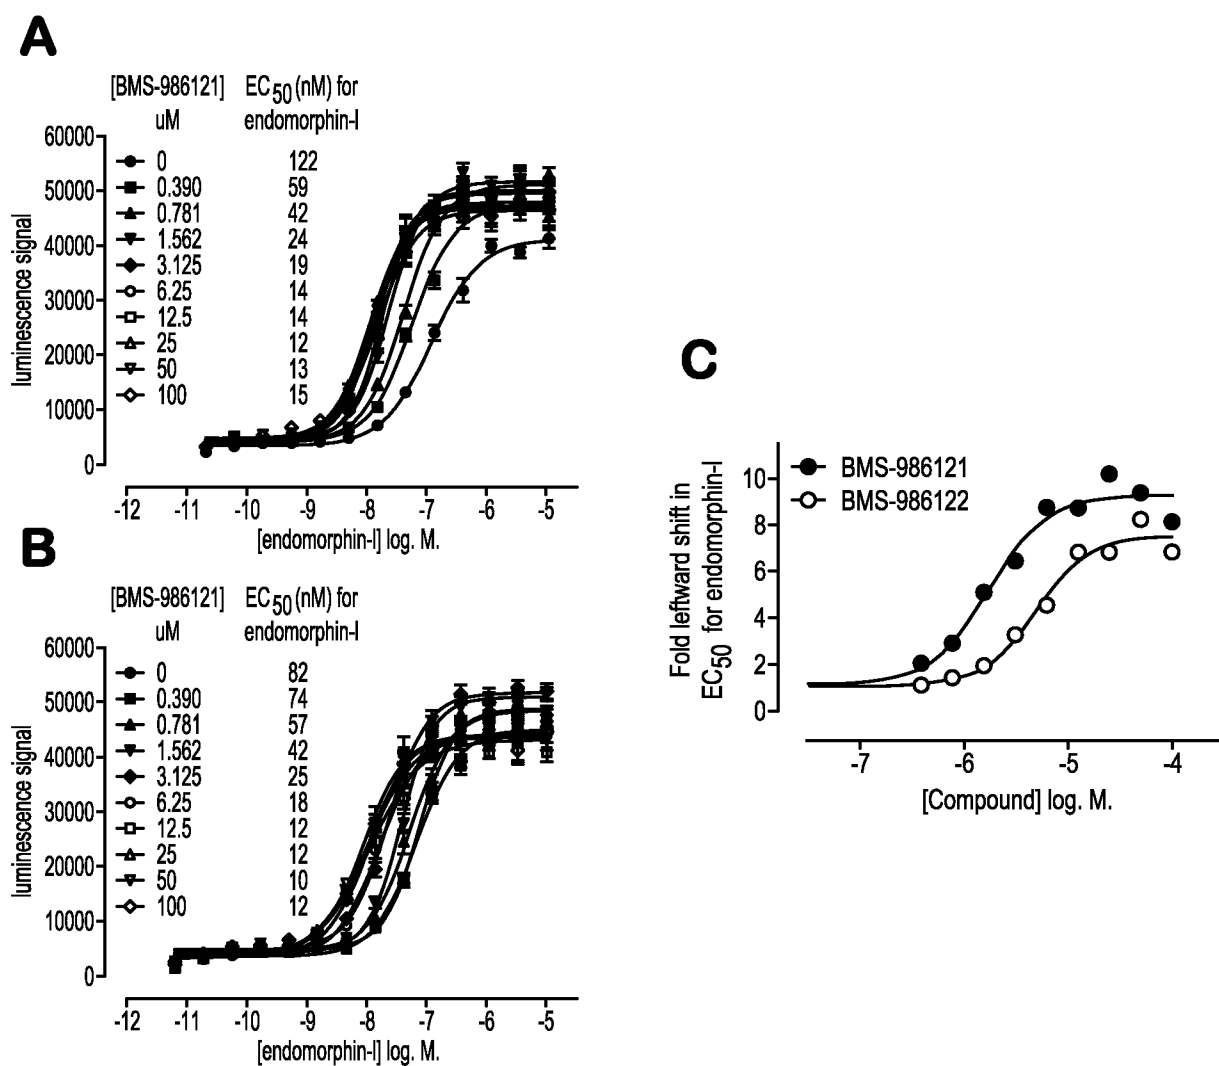 A
[BMS-986121] EC50 (nM) for
uM endomorphin-I
0 122
0.390 59
0.781 42
1.562 24
3.125 19
6.25 14
12.5 14
25 12
50 13
100 15
luminescence signal
60000
50000
40000
30000
20000
10000
0
-12 -11 -10 -9 -8 -7 -6 -5
[endomorphin-I] log. M.
B
[BMS-986121] EC50 (nM) for
uM endomorphin-I
0 82
0.390 74
0.781 57
1.562 42
3.125 25
6.25 18
12.5 12
25 12
50 10
100 12
luminescence signal
60000
50000
40000
30000
20000
10000
0
-12 -11 -10 -9 -8 -7 -6 -5
[endomorphin-I] log. M.
C
BMS-986121
BMS-986122
Fold leftward shift in
EC50 for endomorphin-I
10
8
6
4
2
0
-7 -6 -5 -4
[Compound] log. M.